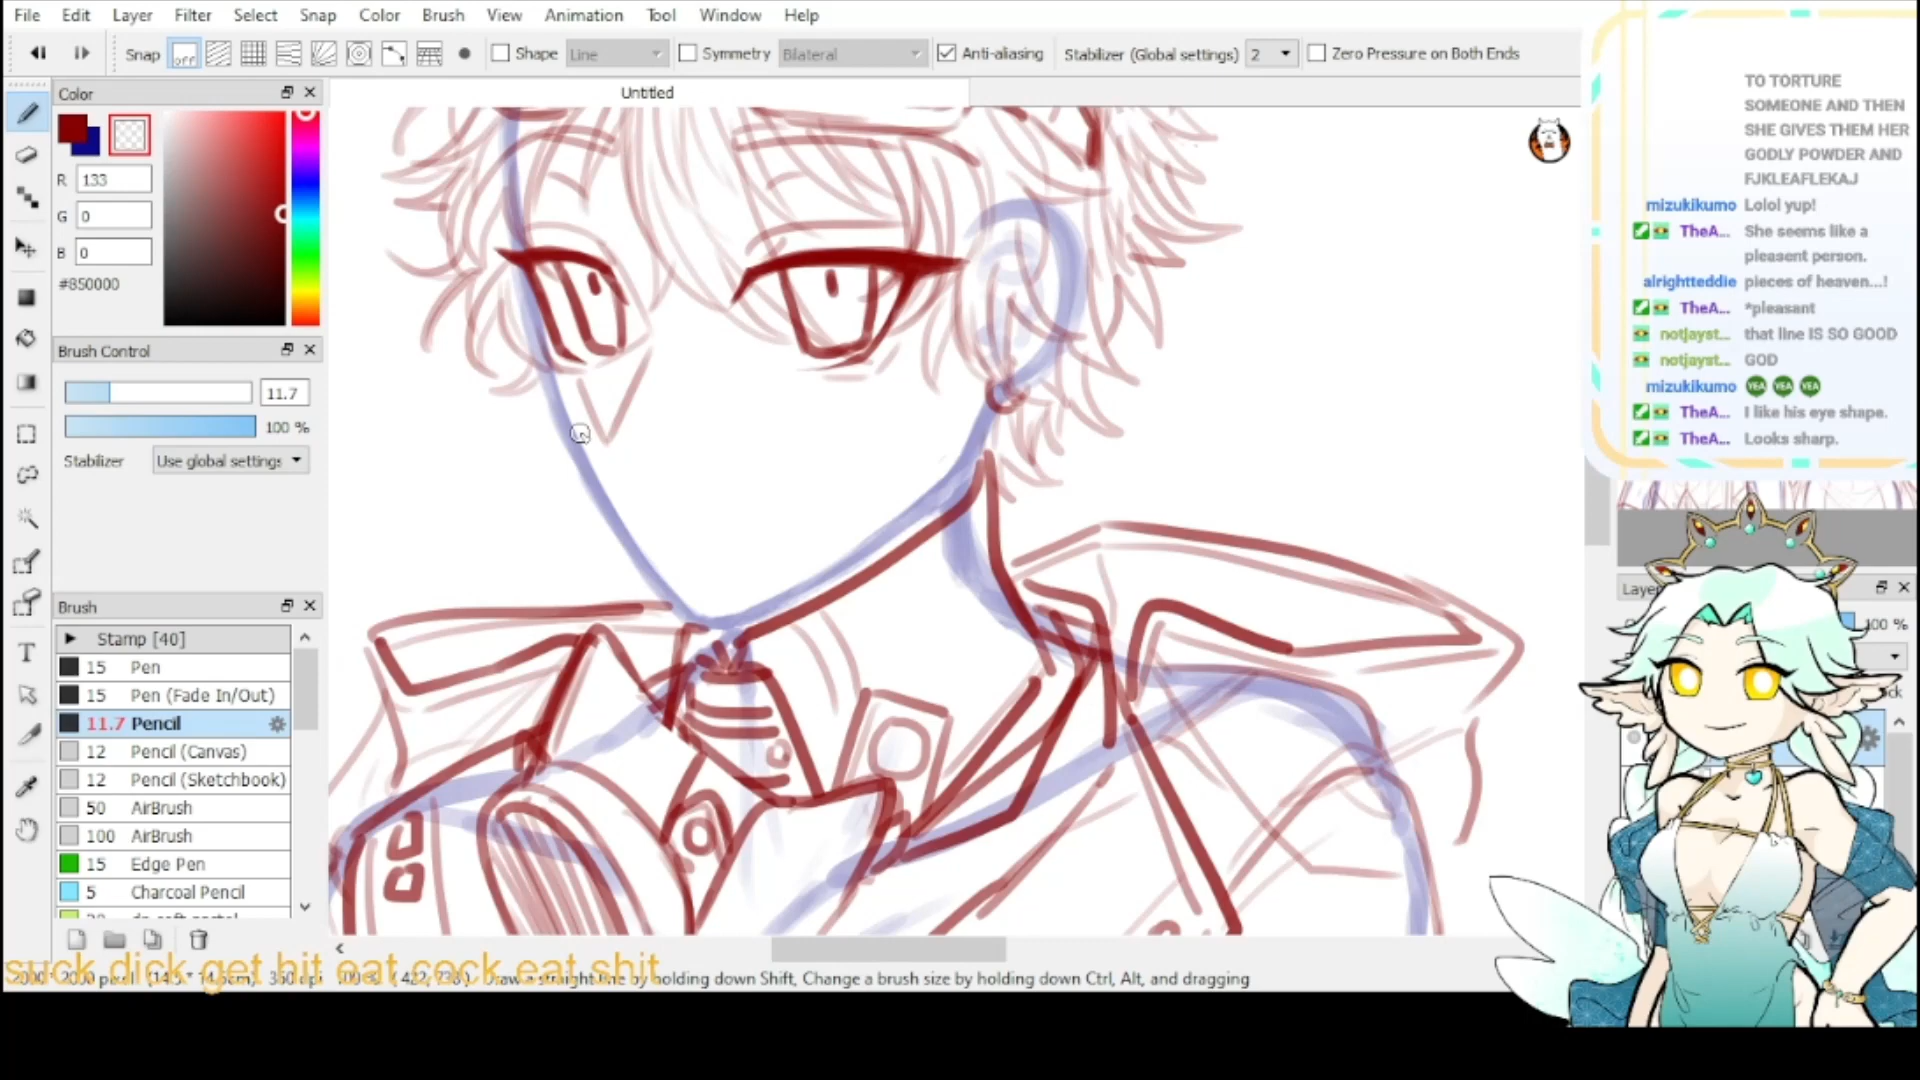 File Edit Layer Filter Select Snap Color Brush View Animation Tool Window Help
Snap off Shape Line Symmetry Bilateral Anti-aliasing Stabilizer (Global settings) 2 Zero Pressure on Both Ends
Color
Untitled
R 133
G 0
B 0
#850000
Brush Control
11.7
100 %
Stabilizer Use global settings
Brush
Stamp [40]
15 Pen
15 Pen (Fade In/Out)
11.7 Pencil
12 Pencil (Canvas)
12 Pencil (Sketchbook)
50 AirBrush
100 AirBrush
15 Edge Pen
5 Charcoal Pencil
suck dick get hit eat cock eat shit
holding down Shift, Change a brush size by holding down Ctrl, Alt, and dragging
TO TORTURE
SOMEONE AND THEN
SHE GIVES THEM HER
GODLY POWDER AND
FJKLEAFLEKAJ
mizukikumo Lolol yup!
TheA... She seems like a
pleasent person.
alrightteddie pieces of heaven...!
TheA... *pleasant
notjayst... that line IS SO GOOD
notjayst... GOD
mizukikumo YEA YEA YEA
TheA... I like his eye shape.
TheA... Looks sharp.
100 %